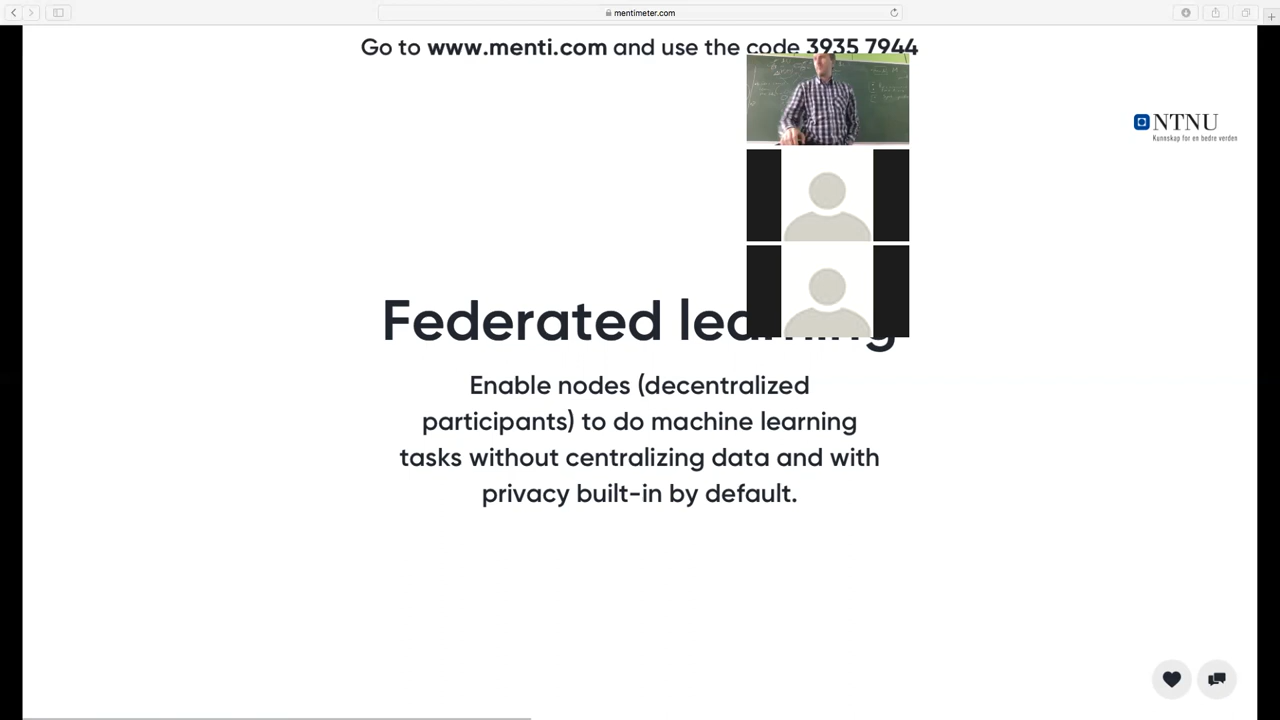 mentimeter.com
Go to www.menti.com and use the code 3935 7944
NTNU
Kunnskap for en bedre verden
Federated learning
Enable nodes (decentralized
participants) to do machine learning
tasks without centralizing data and with
privacy built-in by default.